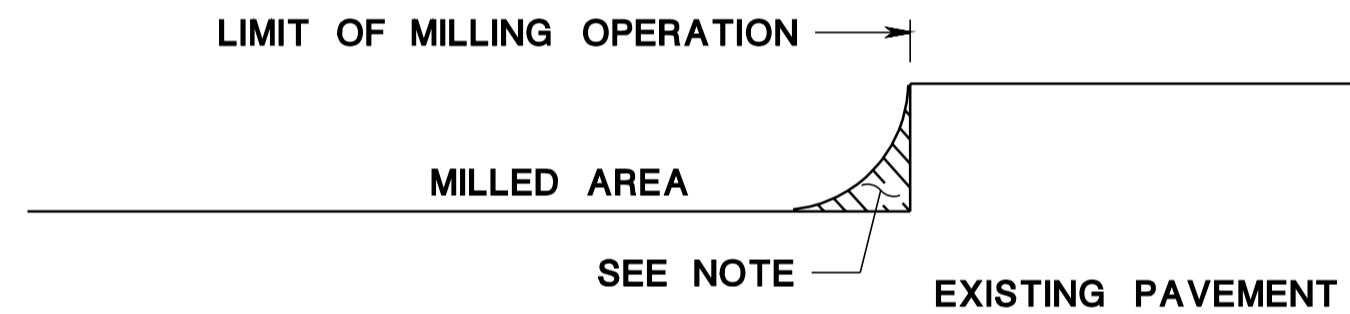 LIMIT OF MILLING OPERATION
MILLED AREA
SEE NOTE
EXISTING PAVEMENT